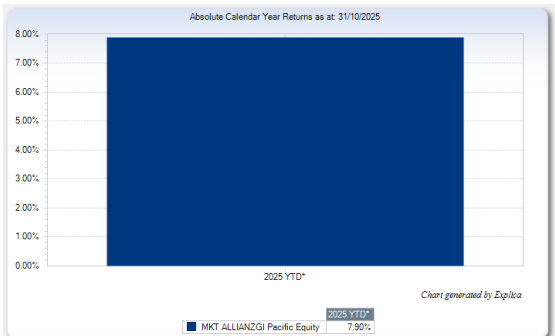 Absolute Calendar Year Returns as at: 31/10/2025
8.00%
7.00%
6.00%
5.00%
4.00%
3.00%
2.00%
1.00%
0.00%
2025 YTD*
Chart generated by Explica
2025 YTD*
MKT ALLIANZGI Pacific Equity 7.90%